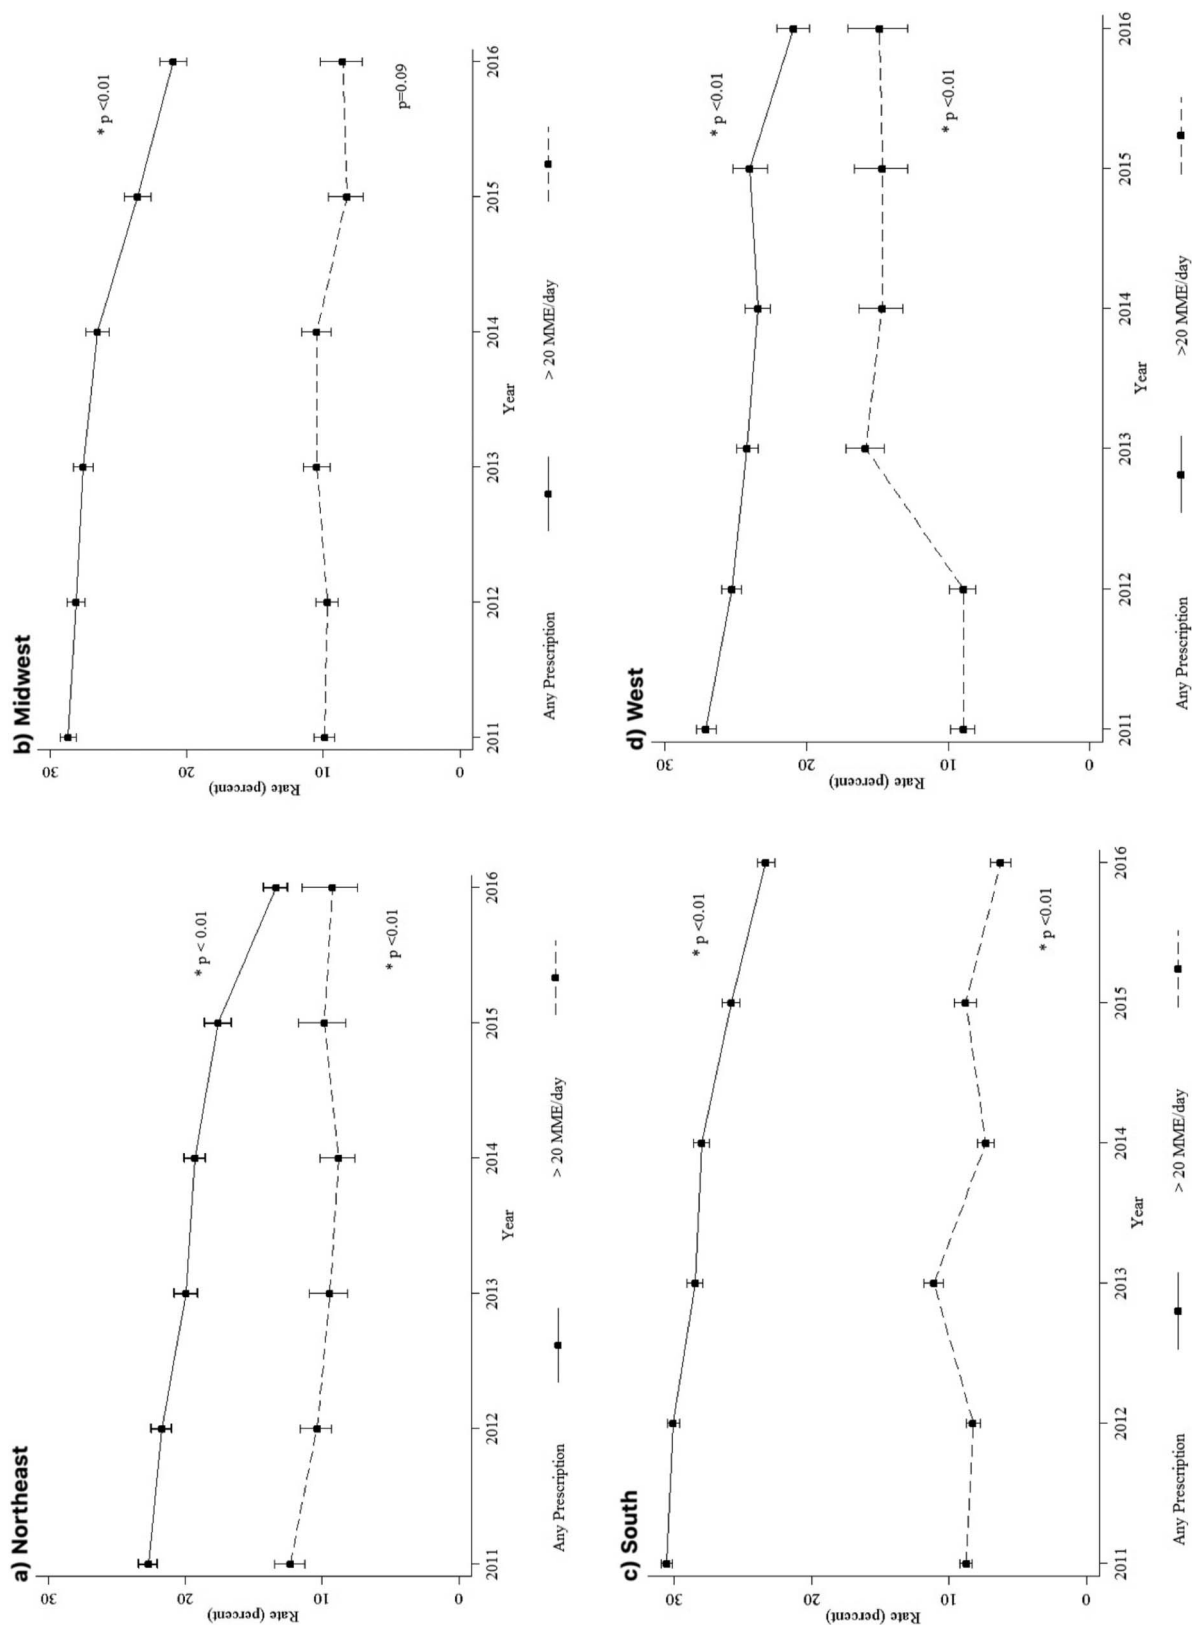 a) Northeast
Rate (percent)
30
20
10
0
* p < 0.01
* p <0.01
2011
2012
2013
2014
2015
2016
Year
Any Prescription
> 20 MME/day
b) Midwest
Rate (percent)
30
20
10
0
* p <0.01
p=0.09
2011
2012
2013
2014
2015
2016
Year
Any Prescription
> 20 MME/day
c) South
Rate (percent)
30
20
10
0
* p <0.01
* p <0.01
2011
2012
2013
2014
2015
2016
Year
Any Prescription
> 20 MME/day
d) West
Rate (percent)
30
20
10
0
* p <0.01
* p <0.01
2011
2012
2013
2014
2015
2016
Year
Any Prescription
>20 MME/day